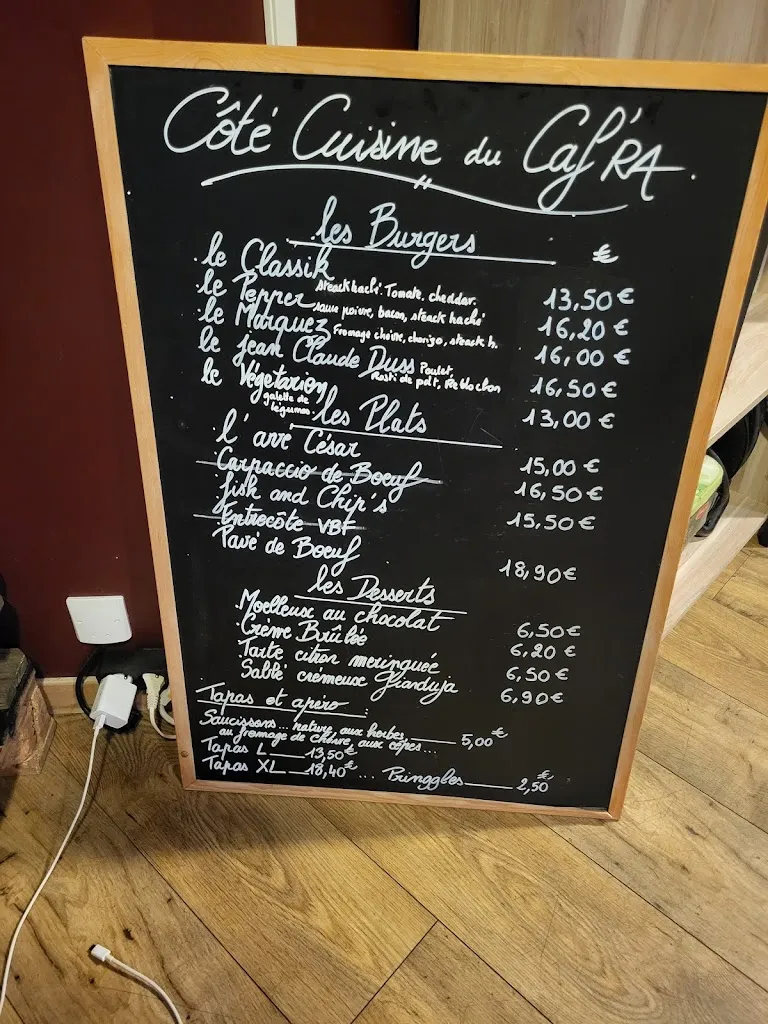 Côté Cuisine du Caf'RA.
les Burgers €
. le Classik 13,50 €
steack haché. Tomate. cheddar.
. le Pepper 16,20 €
sauce poivre, bacon, steack haché
. le Marquez 16,00 €
Fromage chèvre, chorizo, steack h.
. le Jean Claude Duss 16,50 €
Poulet,
Rosti de pdt, Reblochon
. le Végétarion 13,00 €
galette de
légumes
les Plats
. l'arre César 15,00 €
. Carpaccio de Boeuf 16,50 €
. fish and Chip's 15.50 €
. Entrecôte VBF
. Pavé de Boeuf 18,90 €
les Desserts
. Moelleux au chocolat 6,50 €
. Crème Brûlée 6,20 €
. Tarte citron meringuée 6,50 €
. Sablé crémeux Gianduja 6,90 €
Tapas et apéro :
Saucissons... nature, aux herbes, 5,00 €
au fromage de chèvre, aux cèpes...
Tapas L 13,50 €
Tapas XL 18,40 € ... Pringgles 2,50 €